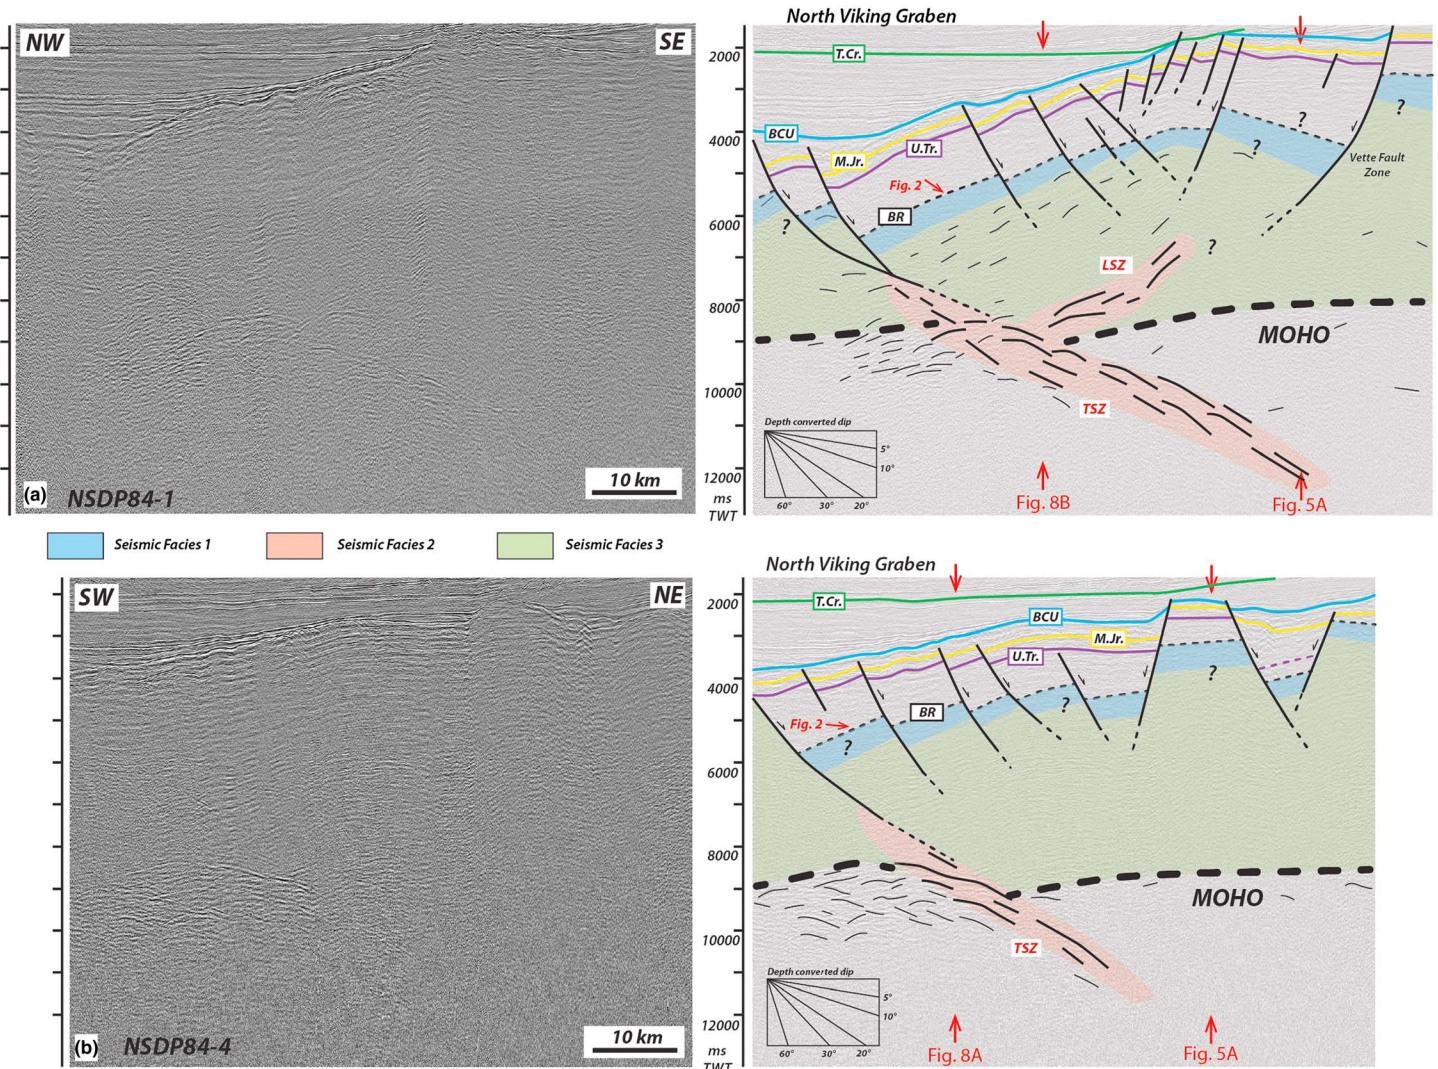 North Viking Graben
NW
SE
2000
T.Cr.
BCU
4000
M.Jr.
U.Tr.
?
?
?
Vette Fault
Zone
Fig. 2
BR
6000
?
?
LSZ
8000
MOHO
10000
TSZ
Depth converted dip
5°
10°
60°
30°
20°
12000
ms
TWT
10 km
(a)
NSDP84-1
Fig. 8B
Fig. 5A
Seismic Facies 1
Seismic Facies 2
Seismic Facies 3
North Viking Graben
SW
NE
2000
T.Cr.
BCU
M.Jr.
U.Tr.
4000
?
?
BR
Fig. 2
?
6000
8000
MOHO
10000
TSZ
Depth converted dip
5°
10°
60°
30°
20°
12000
ms
TWT
10 km
(b)
NSDP84-4
Fig. 8A
Fig. 5A